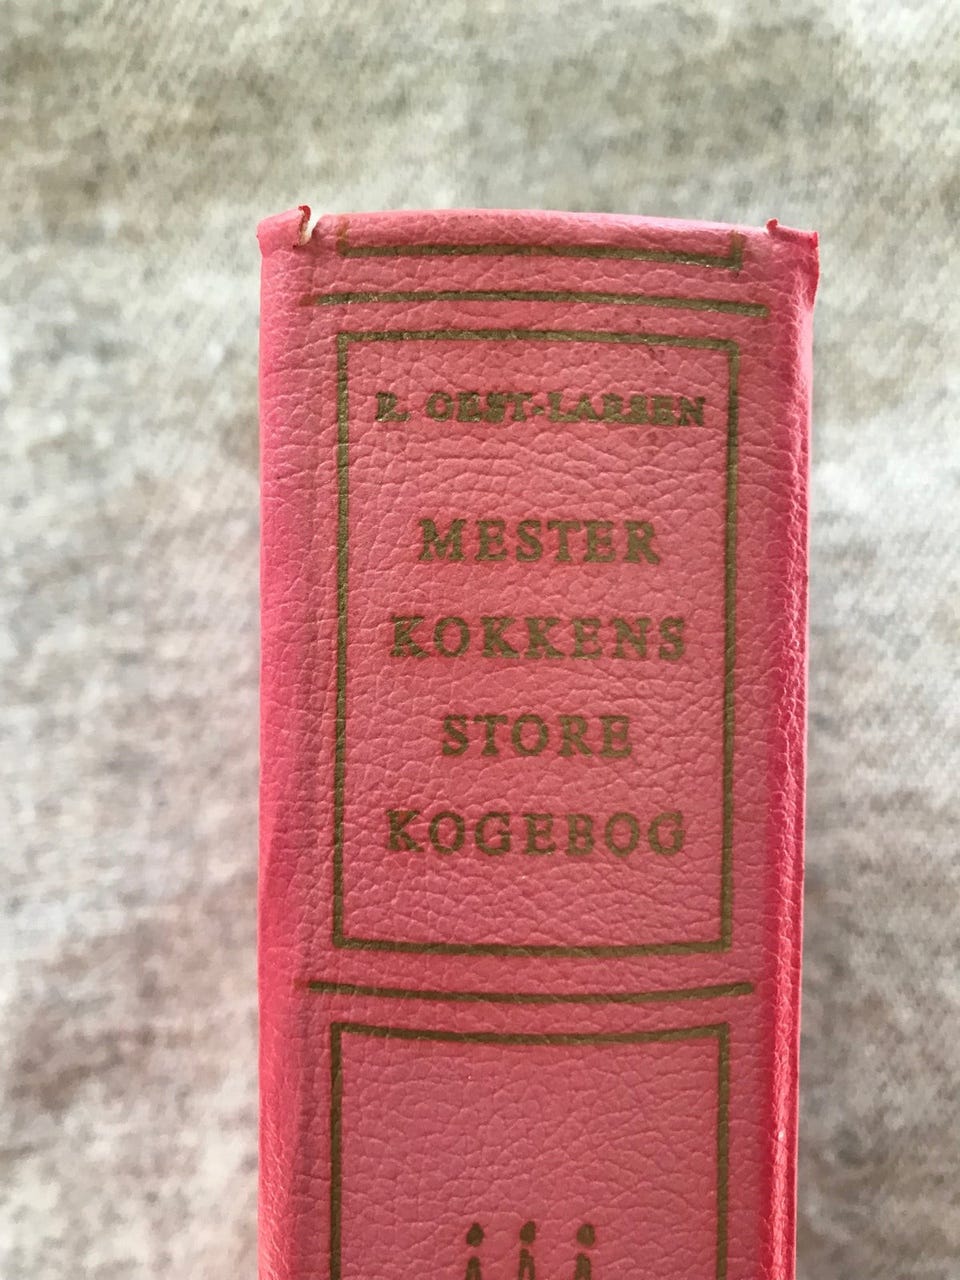 R. OEST-LARSEN
MESTER
KOKKENS
STORE
KOGEBOG